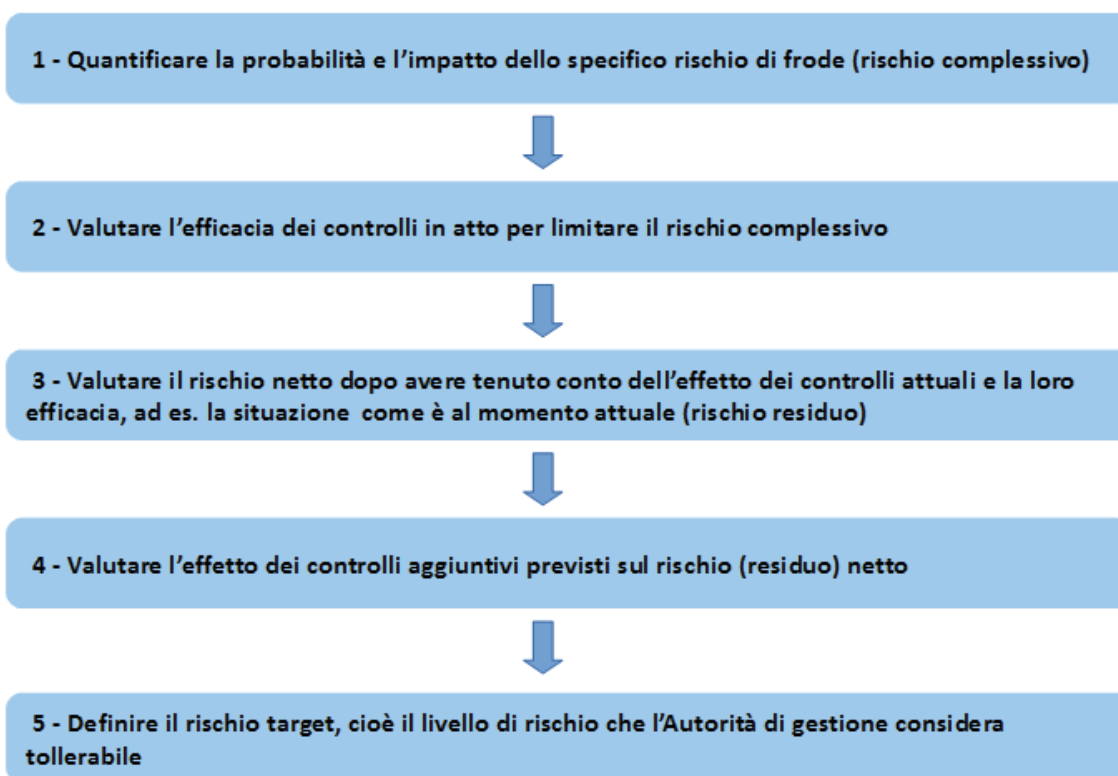 1 - Quantificare la probabilità e l’impatto dello specifico rischio di frode (rischio complessivo)
2 - Valutare l’efficacia dei controlli in atto per limitare il rischio complessivo
3 - Valutare il rischio netto dopo avere tenuto conto dell’effetto dei controlli attuali e la loro
efficacia, ad es. la situazione come è al momento attuale (rischio residuo)
4 - Valutare l’effetto dei controlli aggiuntivi previsti sul rischio (residuo) netto
5 - Definire il rischio target, cioè il livello di rischio che l’Autorità di gestione considera
tollerabile